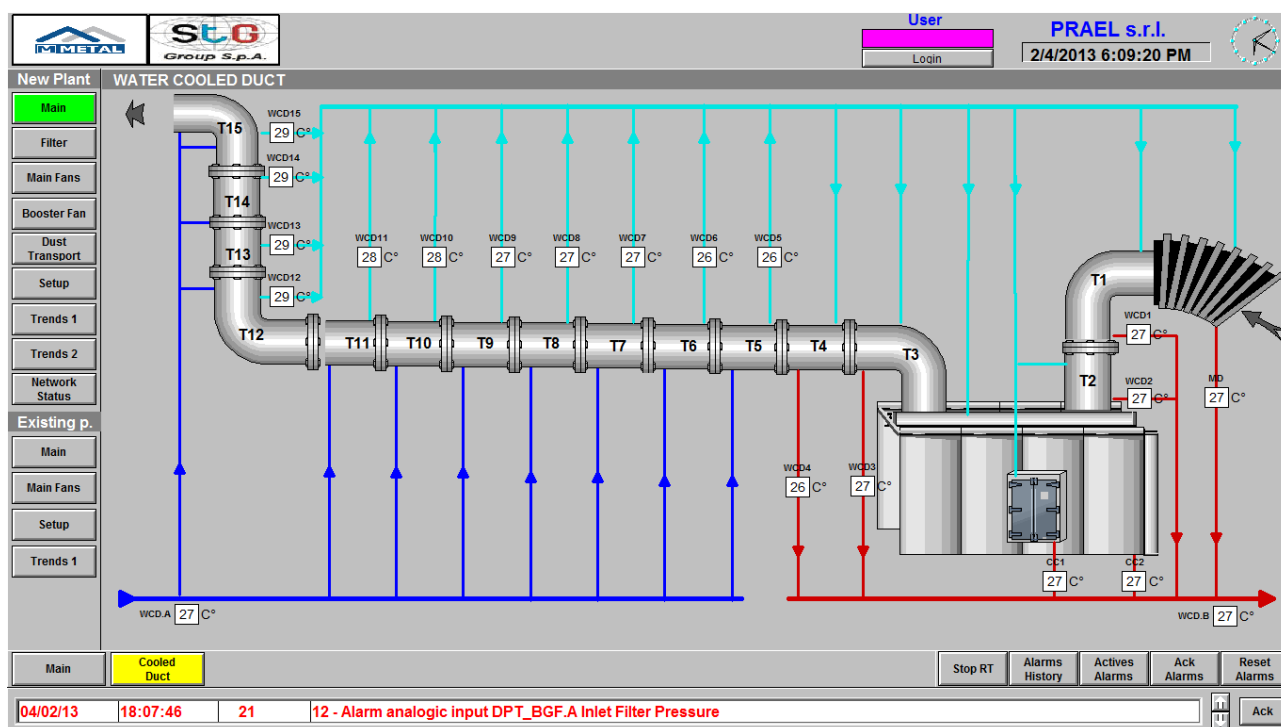 M METAL
STG
Group S.p.A.
User
Login
PRAEL s.r.l.
2/4/2013 6:09:20 PM
New Plant
WATER COOLED DUCT
Main
Filter
Main Fans
Booster Fan
Dust
Transport
Setup
Trends 1
Trends 2
Network
Status
Existing p.
Main
Main Fans
Setup
Trends 1
T15
WCD15
29 C°
WCD14
29 C°
T14
WCD13
29 C°
T13
WCD12
29 C°
T12
WCD11
28 C°
WCD10
28 C°
WCD9
27 C°
WCD8
27 C°
WCD7
27 C°
WCD6
26 C°
WCD5
26 C°
T11
T10
T9
T8
T7
T6
T5
T4
T3
T1
WCD1
27 C°
T2
WCD2
27 C°
MD
27 C°
WCD4
26 C°
WCD3
27 C°
CC1
27 C°
CC2
27 C°
WCD.A 27 C°
WCD.B 27 C°
Main
Cooled
Duct
Stop RT
Alarms
History
Actives
Alarms
Ack
Alarms
Reset
Alarms
04/02/13 18:07:46 21 12 - Alarm analogic input DPT_BGF.A Inlet Filter Pressure
Ack